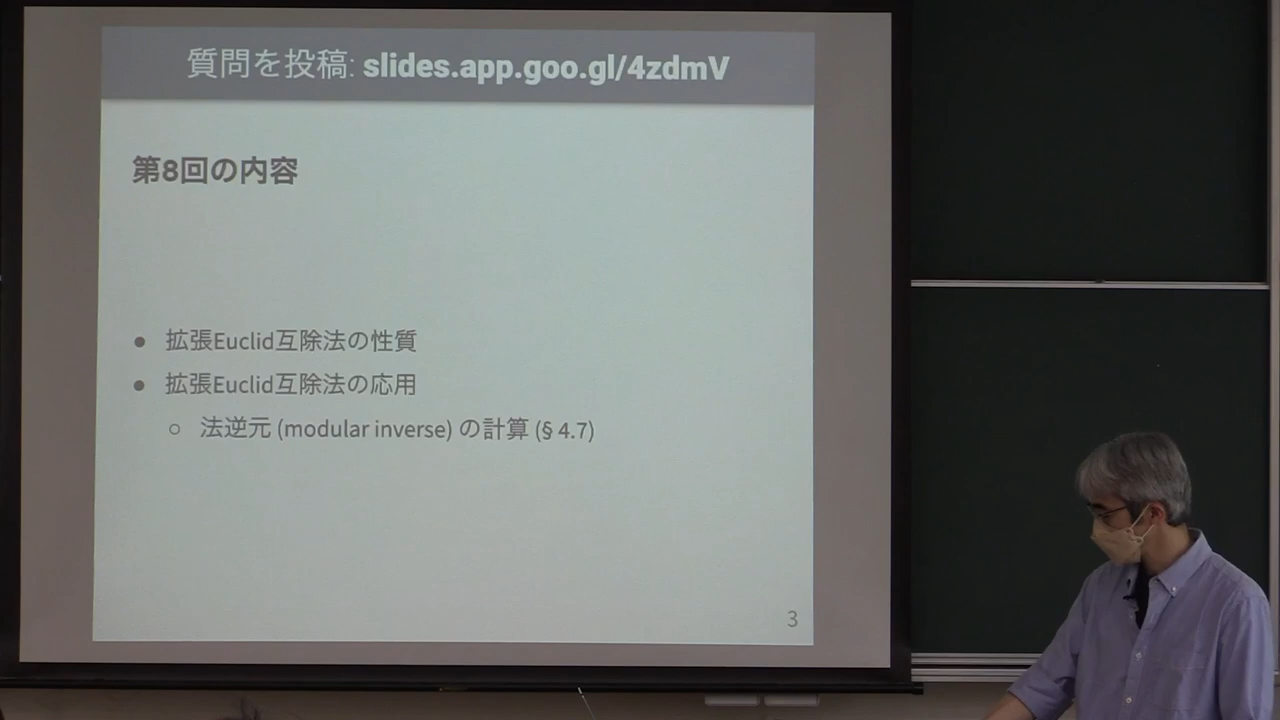 質問を投稿: slides.app.goo.gl/4zdmV
第8回の内容
● 拡張Euclid互除法の性質
● 拡張Euclid互除法の応用
○ 法逆元 (modular inverse) の計算 (§ 4.7)
3